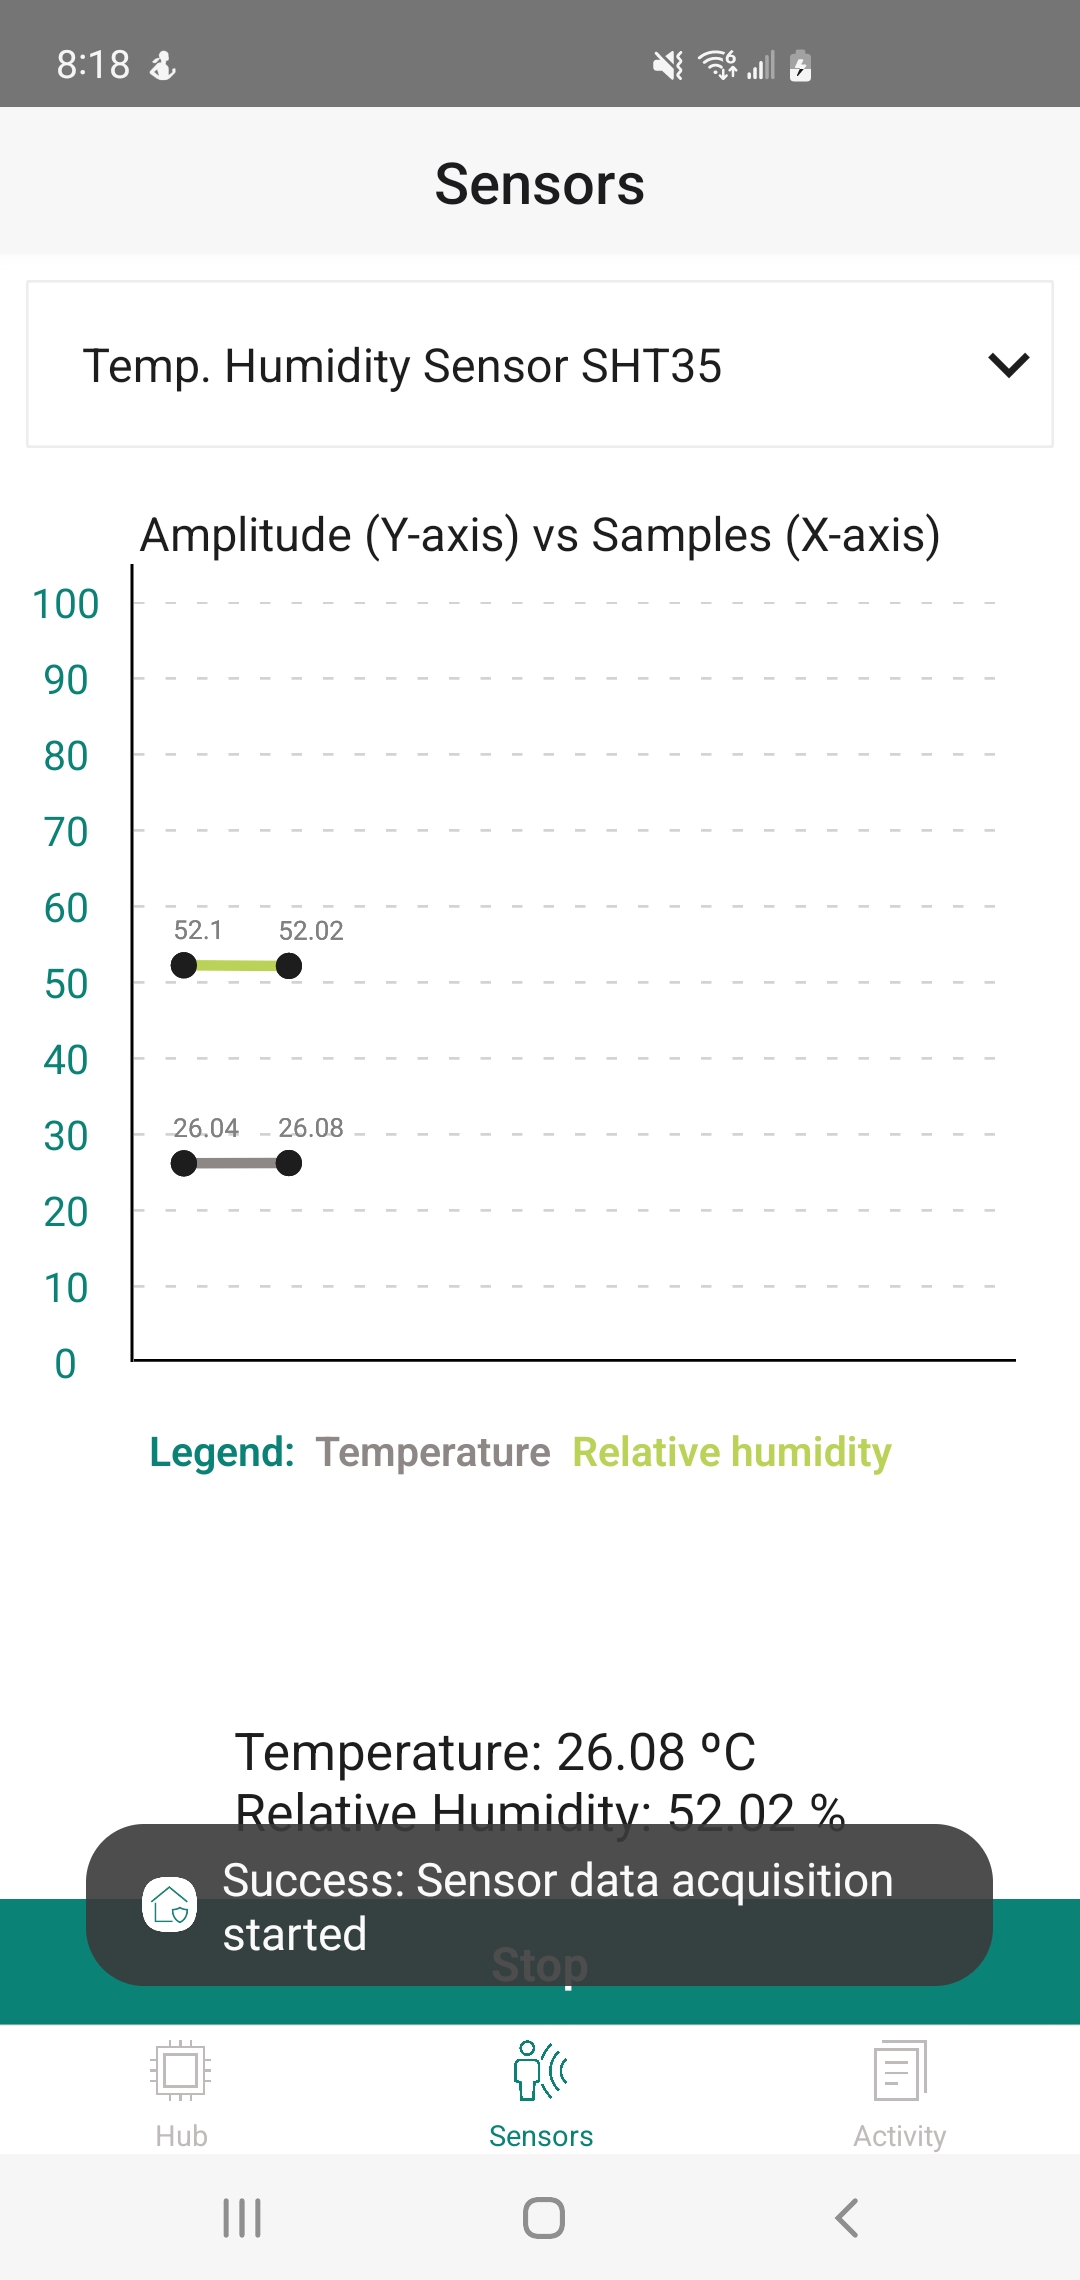 8:18
Sensors
Temp. Humidity Sensor SHT35
Amplitude (Y-axis) vs Samples (X-axis)
100
90
80
70
60
52.1 52.02
50
40
30
26.04 26.08
20
10
0
Legend: Temperature Relative humidity
Temperature: 26.08 ºC
Relative Humidity: 52.02 %
Success: Sensor data acquisition
started
Stop
Hub Sensors Activity